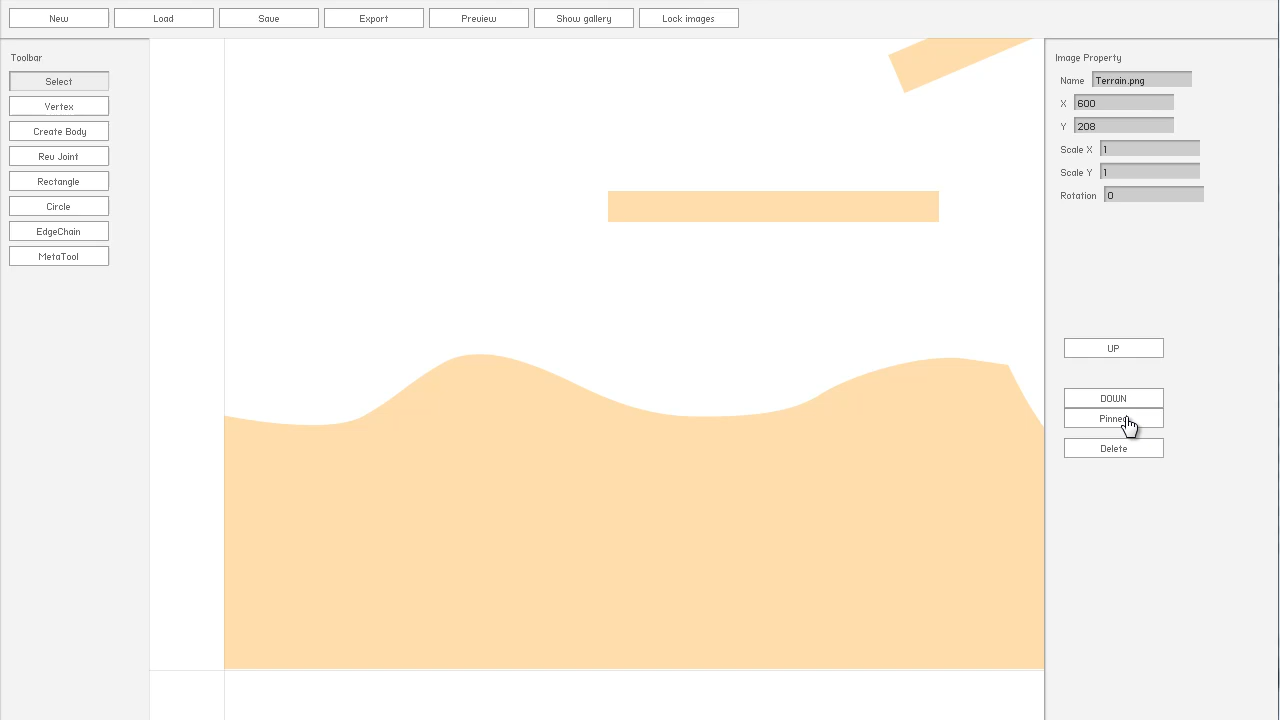 New Load Save Export Preview Show gallery Lock images
Toolbar
Select
Vertex
Create Body
Rev Joint
Rectangle
Circle
EdgeChain
MetaTool
Image Property
Name Terrain.png
X 600
Y 208
Scale X 1
Scale Y 1
Rotation 0
UP
DOWN
Pinned
Delete